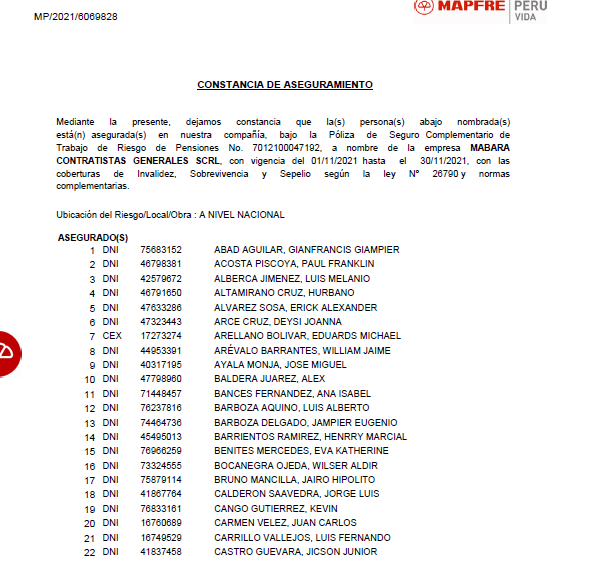 MP/2021/6069828
MAPFRE PERU
VIDA
CONSTANCIA DE ASEGURAMIENTO
Mediante la presente, dejamos constancia que la(s) persona(s) abajo nombrada(s)
está(n) asegurada(s) en nuestra compañía, bajo la Póliza de Seguro Complementario de
Trabajo de Riesgo de Pensiones No. 7012100047192, a nombre de la empresa MABARA
CONTRATISTAS GENERALES SCRL, con vigencia del 01/11/2021 hasta el 30/11/2021, con las
coberturas de Invalidez, Sobrevivencia y Sepelio según la ley N° 26790 y normas
complementarias.
Ubicación del Riesgo/Local/Obra : A NIVEL NACIONAL
ASEGURADO(S)
1 DNI 75683152 ABAD AGUILAR, GIANFRANCIS GIAMPIER
2 DNI 46798381 ACOSTA PISCOYA, PAUL FRANKLIN
3 DNI 42579672 ALBERCA JIMENEZ, LUIS MELANIO
4 DNI 46791650 ALTAMIRANO CRUZ, HURBANO
5 DNI 47633286 ALVAREZ SOSA, ERICK ALEXANDER
6 DNI 47323443 ARCE CRUZ, DEYSI JOANNA
7 CEX 17273274 ARELLANO BOLIVAR, EDUARDS MICHAEL
8 DNI 44953391 ARÉVALO BARRANTES, WILLIAM JAIME
9 DNI 40317195 AYALA MONJA, JOSE MIGUEL
10 DNI 47798960 BALDERA JUAREZ, ALEX
11 DNI 71448457 BANCES FERNANDEZ, ANA ISABEL
12 DNI 76237816 BARBOZA AQUINO, LUIS ALBERTO
13 DNI 74464736 BARBOZA DELGADO, JAMPIER EUGENIO
14 DNI 45495013 BARRIENTOS RAMIREZ, HENRRY MARCIAL
15 DNI 76966259 BENITES MERCEDES, EVA KATHERINE
16 DNI 73324555 BOCANEGRA OJEDA, WILSER ALDIR
17 DNI 75879114 BRUNO MANCILLA, JAIRO HIPOLITO
18 DNI 41867764 CALDERON SAAVEDRA, JORGE LUIS
19 DNI 76833161 CANGO GUTIERREZ, KEVIN
20 DNI 16760689 CARMEN VELEZ, JUAN CARLOS
21 DNI 16749529 CARRILLO VALLEJOS, LUIS FERNANDO
22 DNI 41837458 CASTRO GUEVARA, JICSON JUNIOR